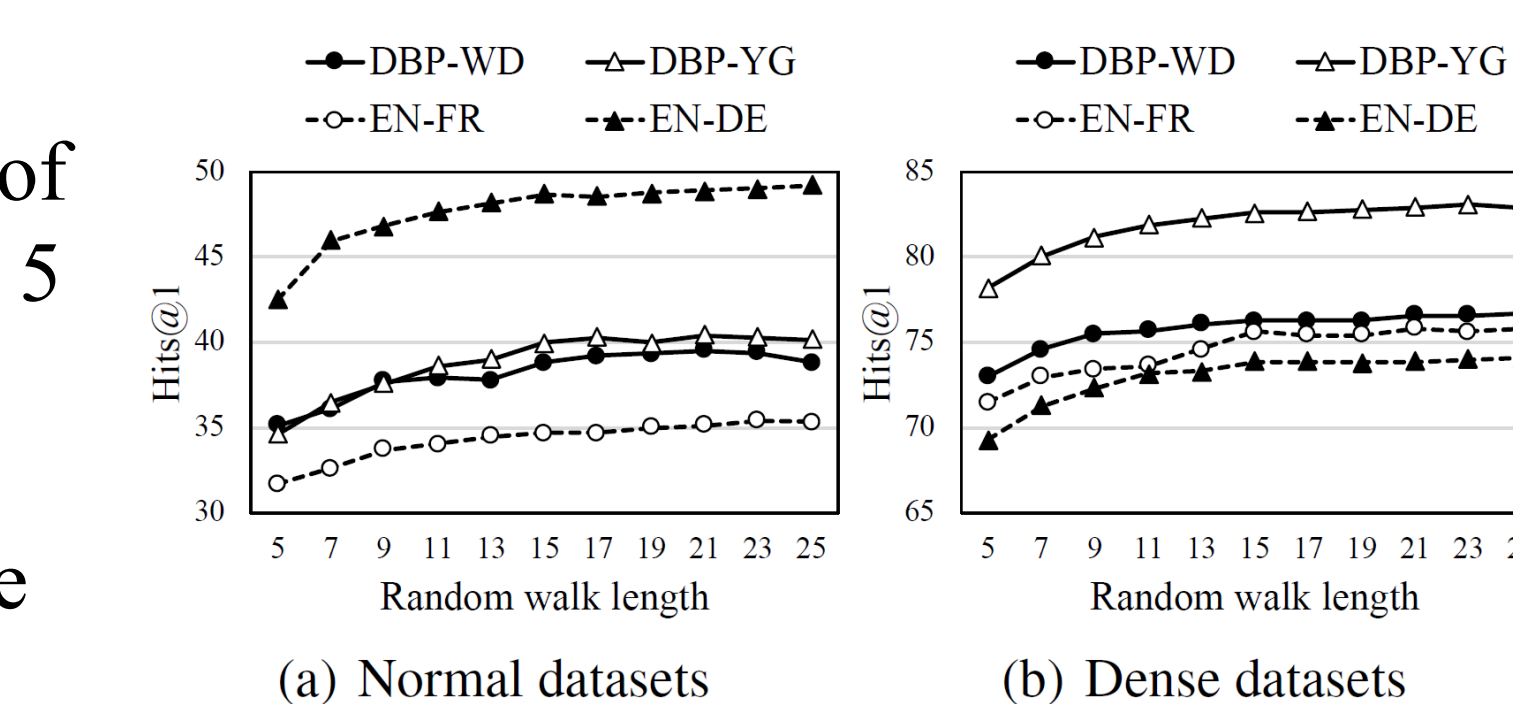 of
5
e
DBP-WD DBP-YG
EN-FR EN-DE
50
45
40
35
30
Hits@1
5 7 9 11 13 15 17 19 21 23 25
Random walk length
(a) Normal datasets
DBP-WD DBP-YG
EN-FR EN-DE
85
80
75
70
65
Hits@1
5 7 9 11 13 15 17 19 21 23
Random walk length
(b) Dense datasets